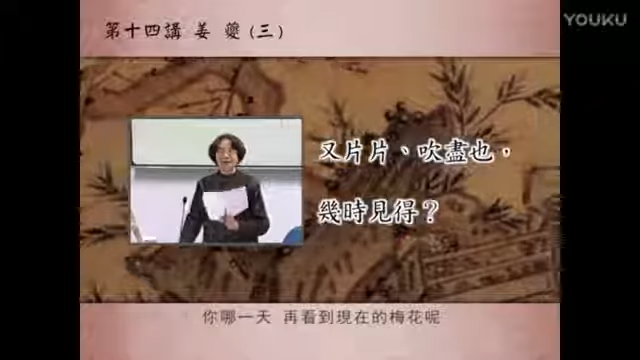 第十四講 姜 夔(三)
YOUKU
又片片、吹盡也，
幾時見得？
你哪一天 再看到現在的梅花呢